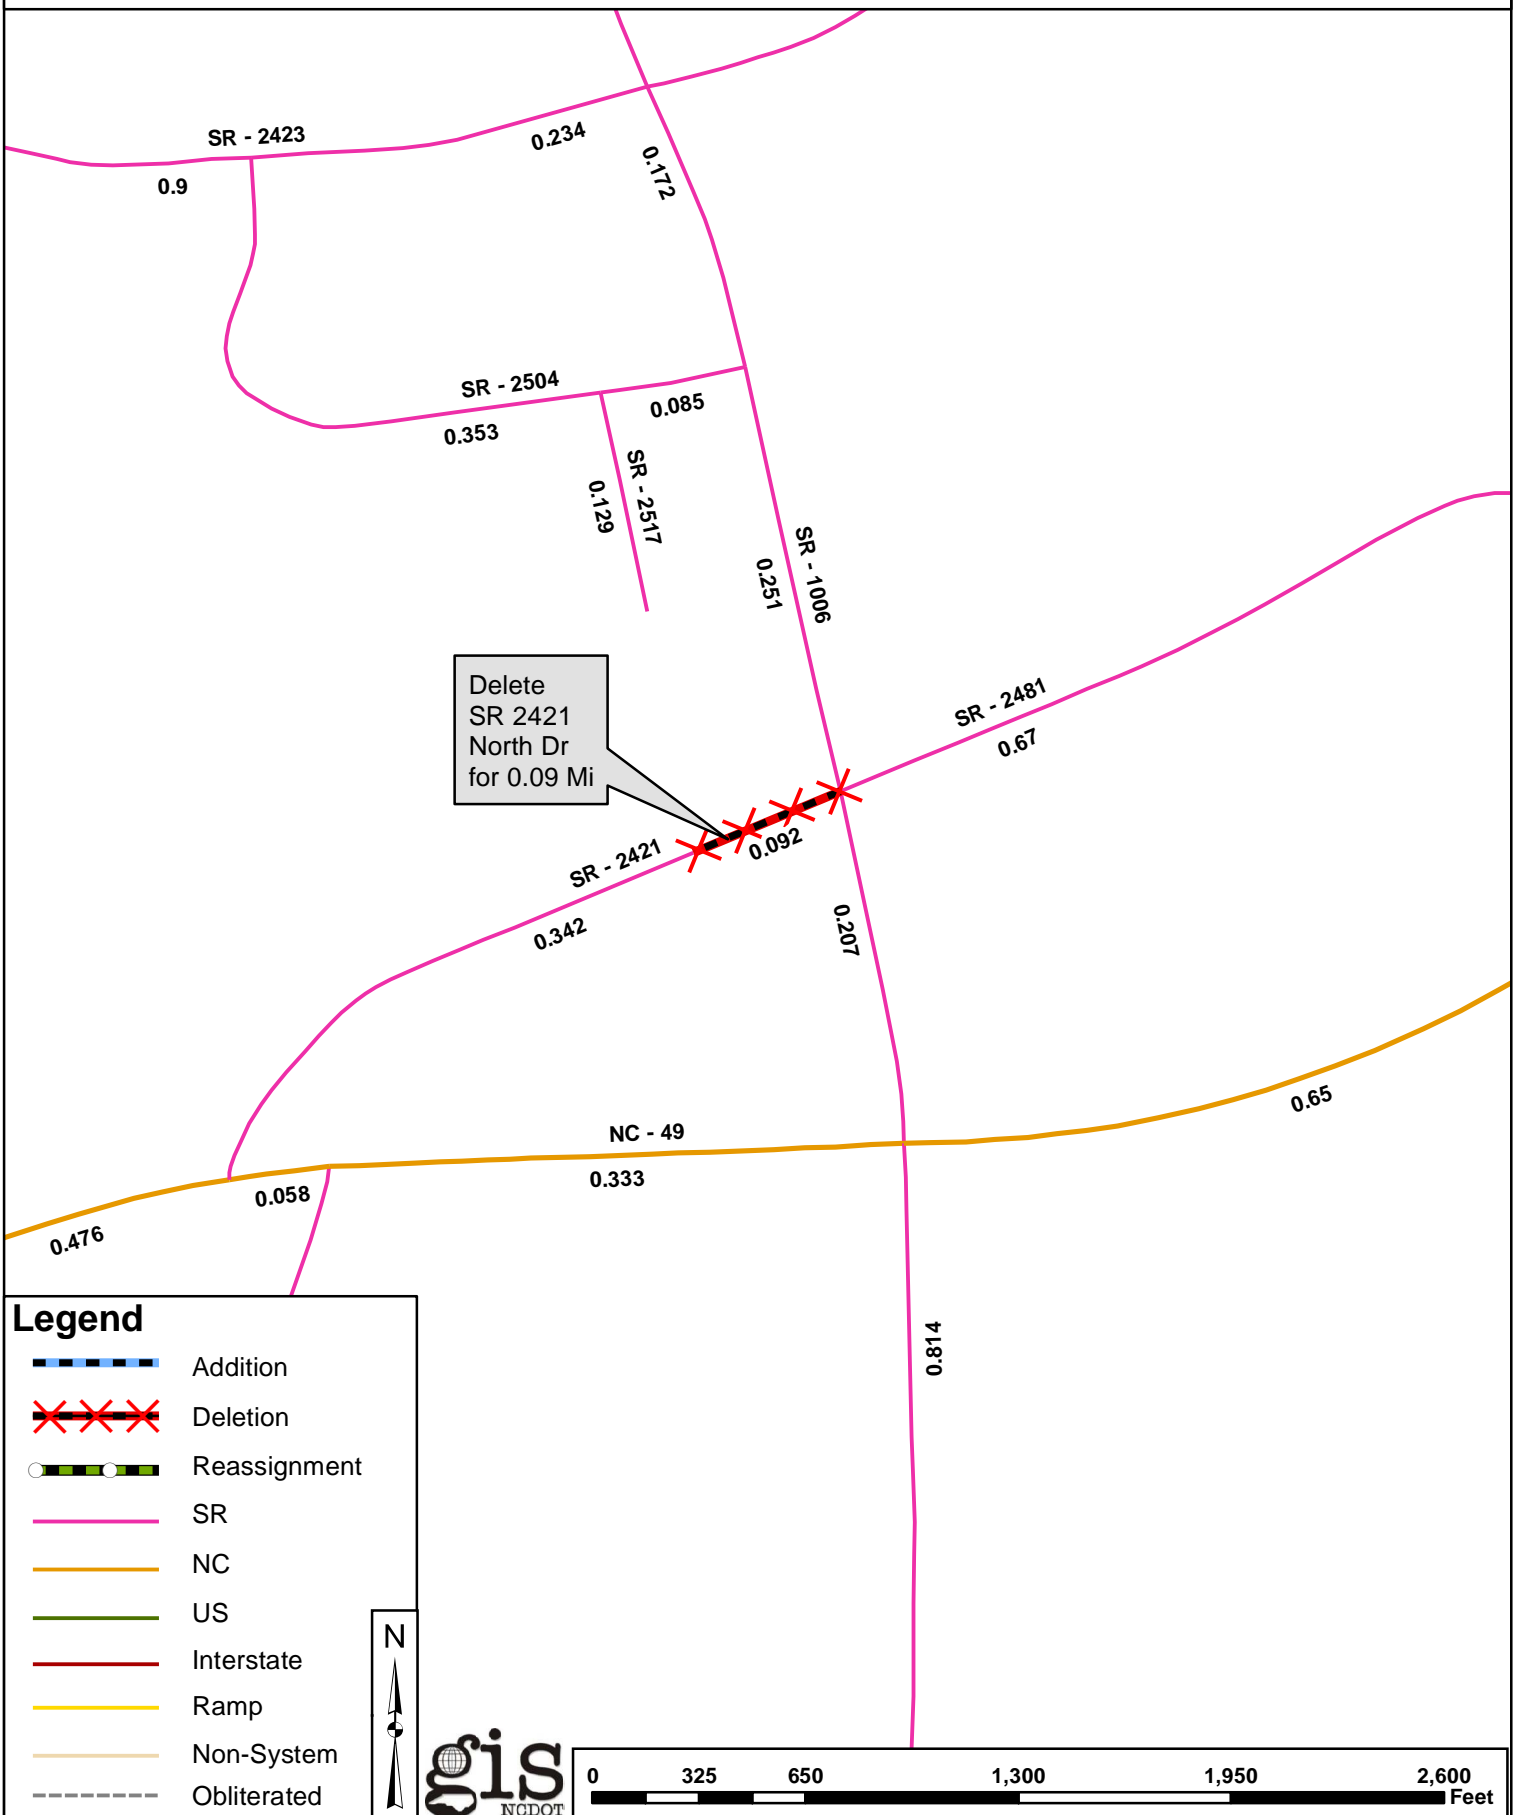 SR - 2423
0.234
0.9
0.172
SR - 2504
0.085
0.353
SR - 2517
0.129
SR - 1006
0.251
Delete
SR 2421
North Dr
for 0.09 Mi
SR - 2481
0.67
0.092
SR - 2421
0.342
0.207
0.65
NC - 49
0.333
0.058
0.476
0.814
Legend
Addition
Deletion
Reassignment
SR
NC
US
Interstate
Ramp
Non-System
Obliterated
N
gis
NCDOT
0 325 650 1,300 1,950 2,600
Feet